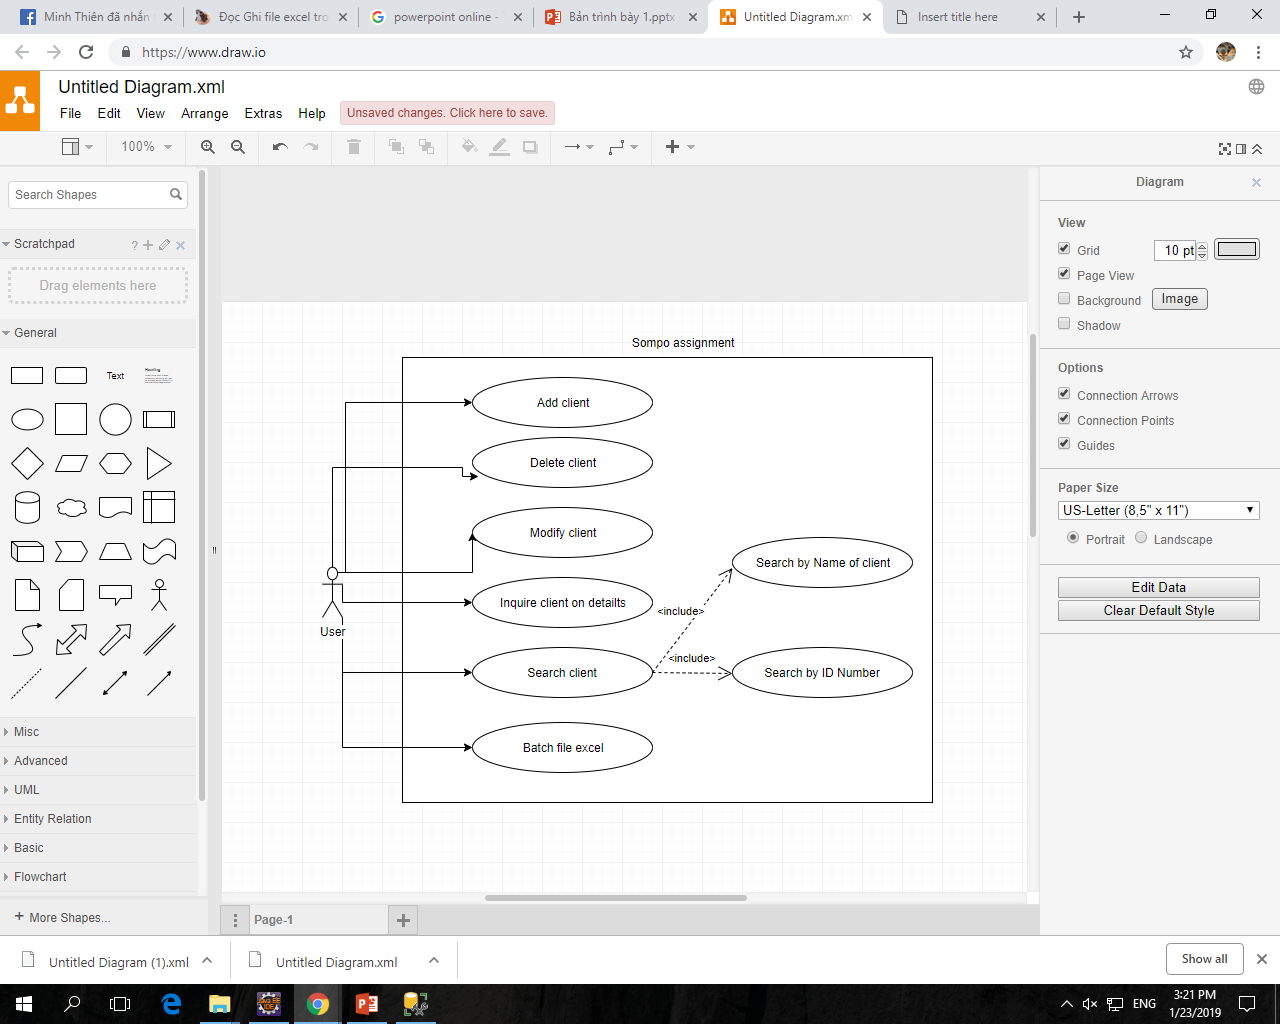 Minh Thiên đã nhắn
Đọc Ghi file excel tro
powerpoint online -
Bản trình bày 1.pptx
Untitled Diagram.xm
Insert title here
https://www.draw.io
Untitled Diagram.xml
File Edit View Arrange Extras Help Unsaved changes. Click here to save.
100%
Search Shapes
Scratchpad
?
Drag elements here
General
Text
Heading
Misc
Advanced
UML
Entity Relation
Basic
Flowchart
+ More Shapes...
Sompo assignment
Add client
Delete client
Modify client
Inquire client on detailts
Search client
Batch file excel
Search by Name of client
Search by ID Number
<include>
<include>
User
Page-1
Diagram
View
Grid 10 pt
Page View
Background Image
Shadow
Options
Connection Arrows
Connection Points
Guides
Paper Size
US-Letter (8,5" x 11")
Portrait Landscape
Edit Data
Clear Default Style
Untitled Diagram (1).xml
Untitled Diagram.xml
Show all
ENG
3:21 PM
1/23/2019